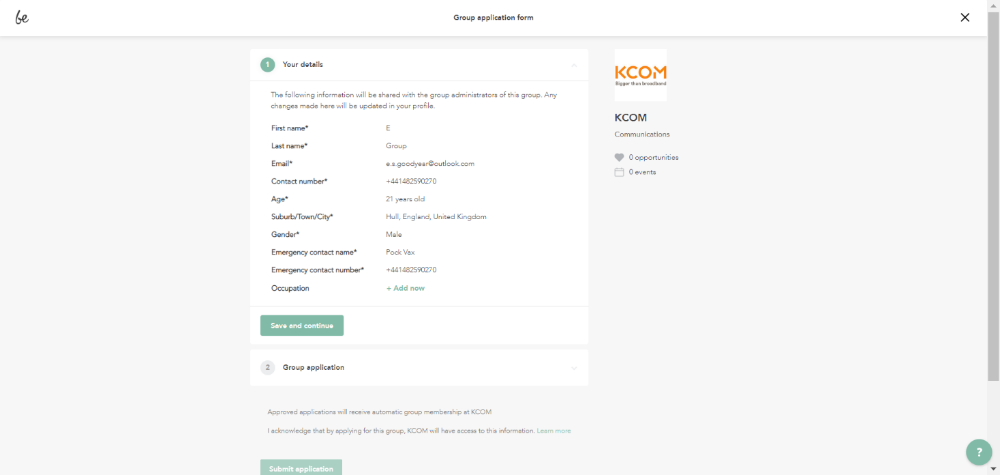 be
Group application form
1 Your details
The following information will be shared with the group administrators of this group. Any
changes made here will be updated in your profile.
First name* E
Last name* Group
Email* e.s.goodyear@outlook.com
Contact number* +441482590270
Age* 21 years old
Suburb/Town/City* Hull, England, United Kingdom
Gender* Male
Emergency contact name* Pock Vax
Emergency contact number* +441482590270
Occupation + Add now
Save and continue
2 Group application
Approved applications will receive automatic group membership at KCOM
I acknowledge that by applying for this group, KCOM will have access to this information. Learn more
Submit application
KCOM
Bigger than broadband
KCOM
Communications
0 opportunities
0 events
?